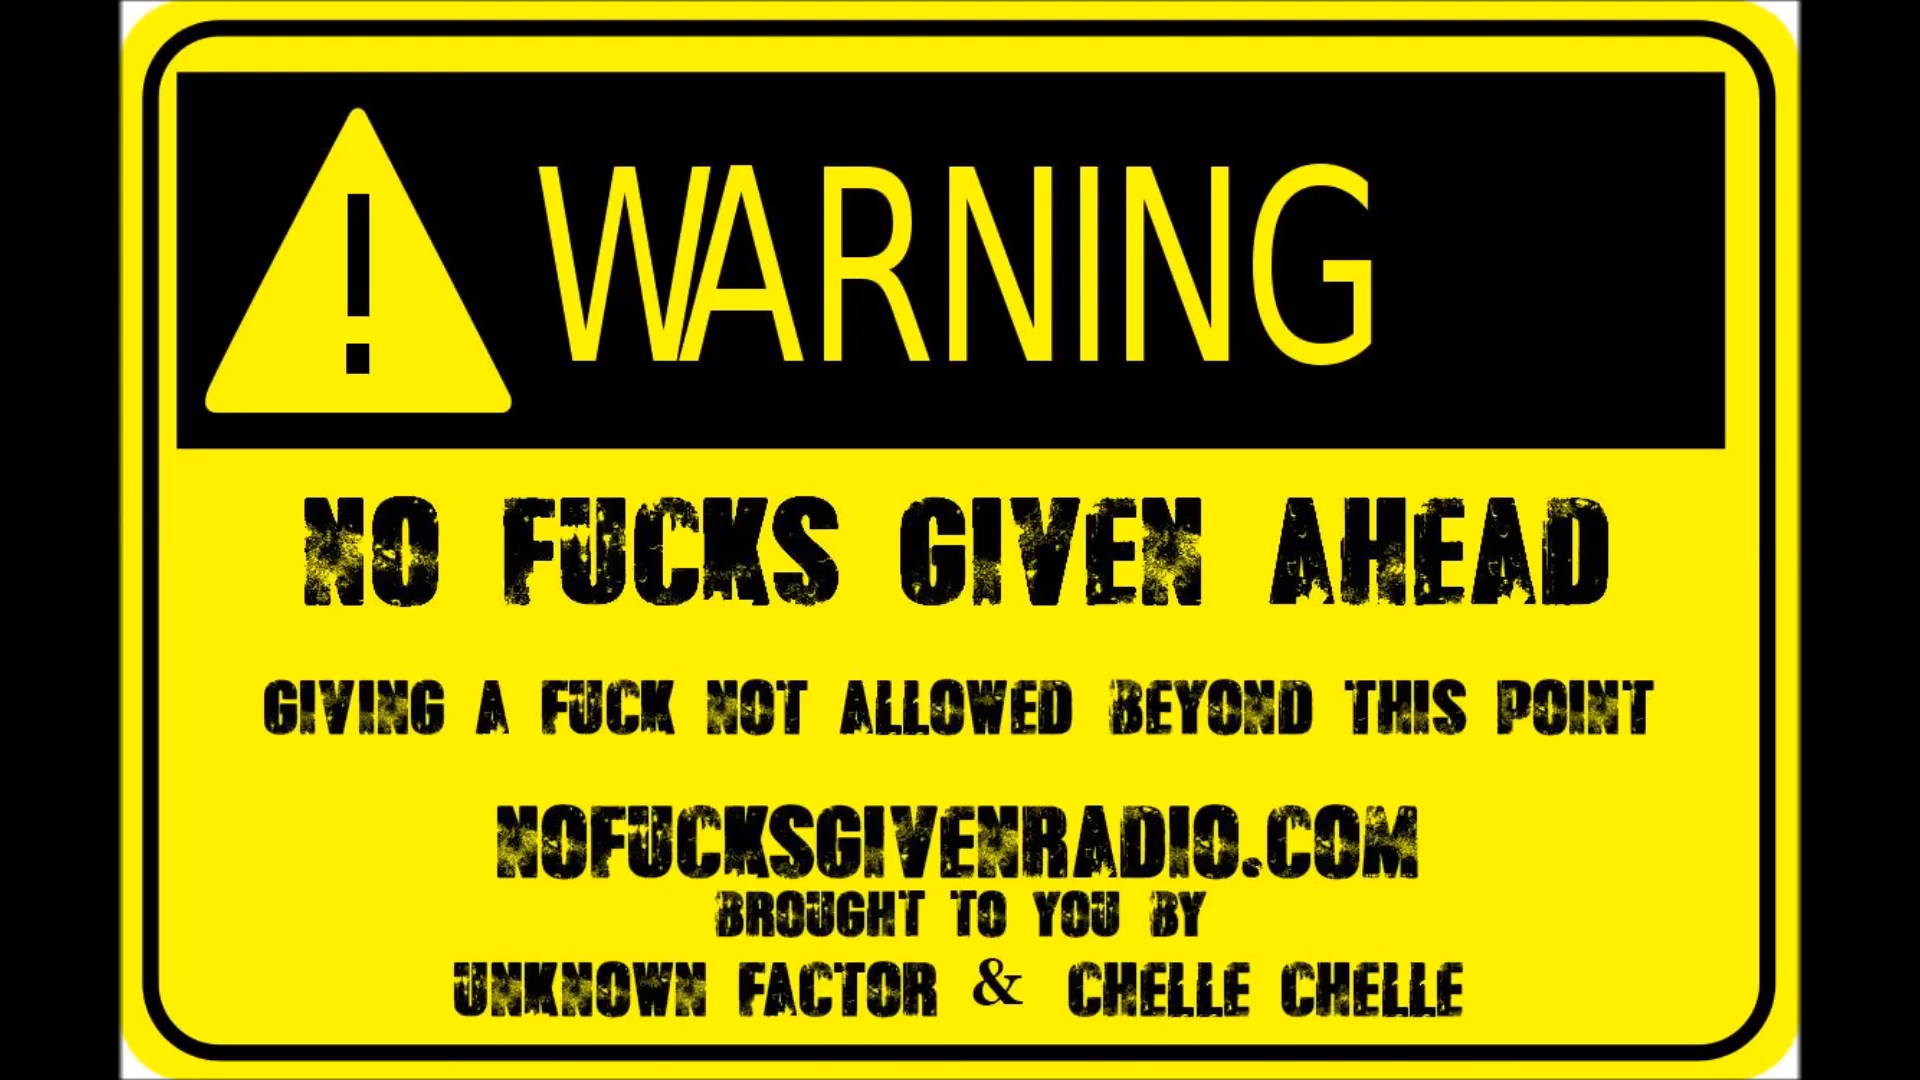 WARNING
NO FUCKS GIVEN AHEAD
GIVING A FUCK NOT ALLOWED BEYOND THIS POINT
NOFUCKSGIVENRADIO.COM
BROUGHT TO YOU BY
UNKNOWN FACTOR & CHELLE CHELLE